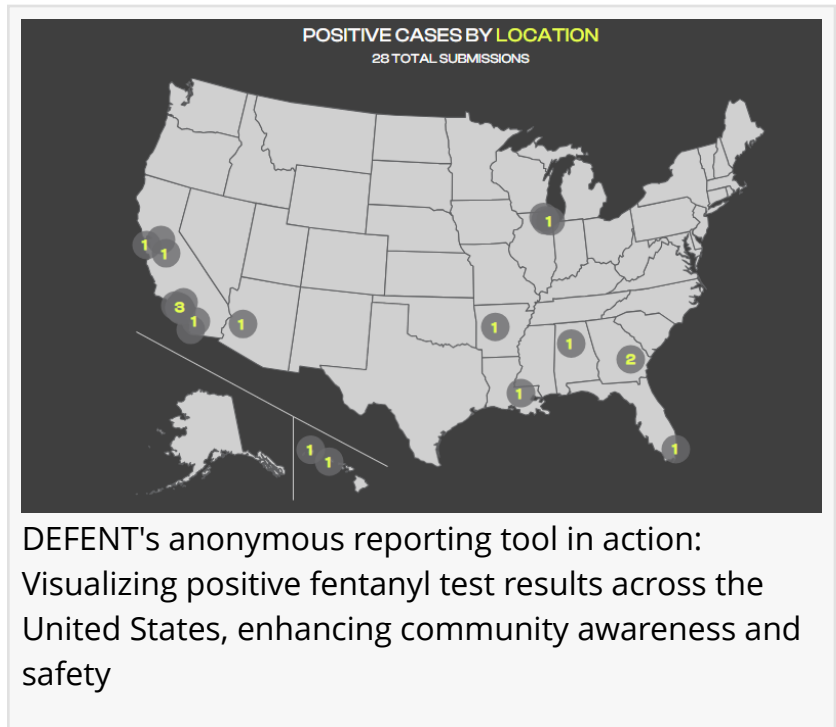 POSITIVE CASES BY LOCATION
28 TOTAL SUBMISSIONS
1
1
1
3
1
1
1
1
2
1
1
1
1
DEFENT's anonymous reporting tool in action:
Visualizing positive fentanyl test results across the
United States, enhancing community awareness and
safety